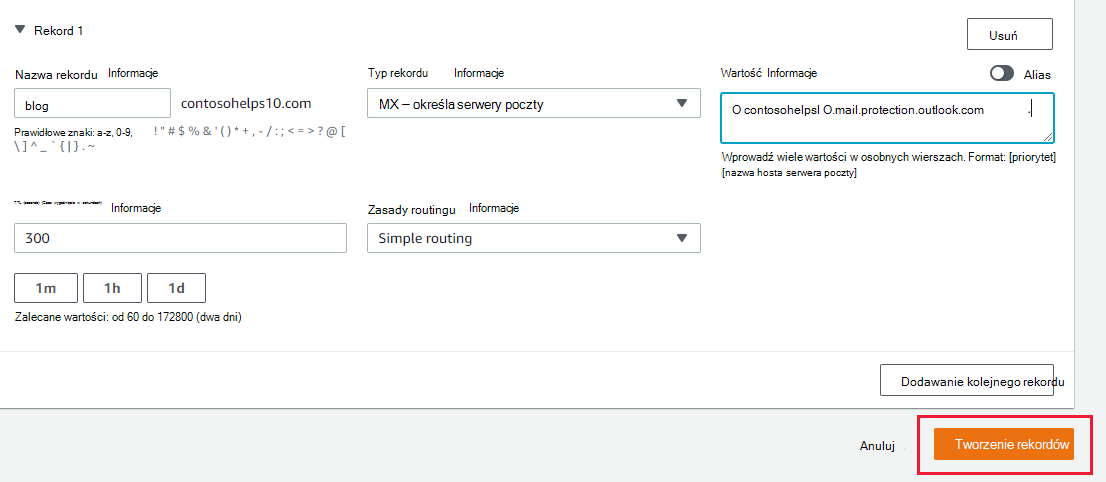 Rekord 1
Usuń
Nazwa rekordu Informacje
Typ rekordu Informacje
Wartość Informacje
Alias
blog
contosohelps10.com
MX – określa serwery poczty
O contosohelpsl O.mail.protection.outlook.com .
Prawidłowe znaki: a-z, 0-9, ! " # $ % & ' ( ) * + , - / : ; < = > ? @ [
\ ] ^ _ ` { | } . ~
Wprowadź wiele wartości w osobnych wierszach. Format: [priorytet]
[nazwa hosta serwera poczty]
TTL (seconds) (Czas wygaśnięcia w sekundach) Informacje
Zasady routingu Informacje
300
Simple routing
1m
1h
1d
Zalecane wartości: od 60 do 172800 (dwa dni)
Dodawanie kolejnego rekordu
Anuluj
Tworzenie rekordów